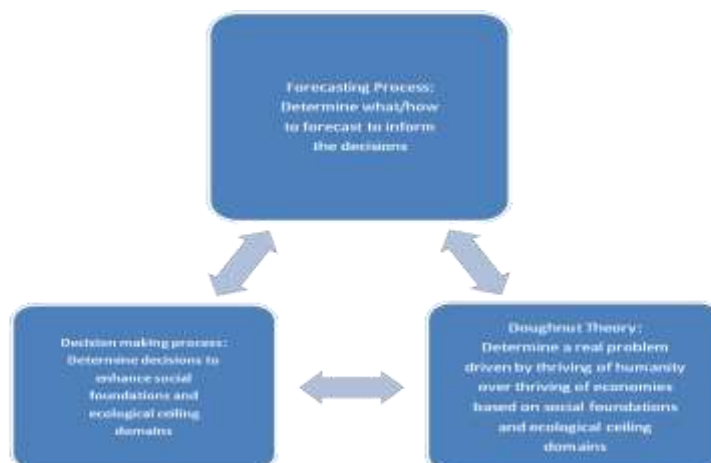 Forecasting Process:
Determine what/how
to forecast to inform
the decisions
Decision making process:
Determine decisions to
enhance social
foundations and
ecological ceiling
domains
Doughnut Theory:
Determine a real problem
driven by thriving of humanity
over thriving of economies
based on social foundations
and ecological ceiling
domains